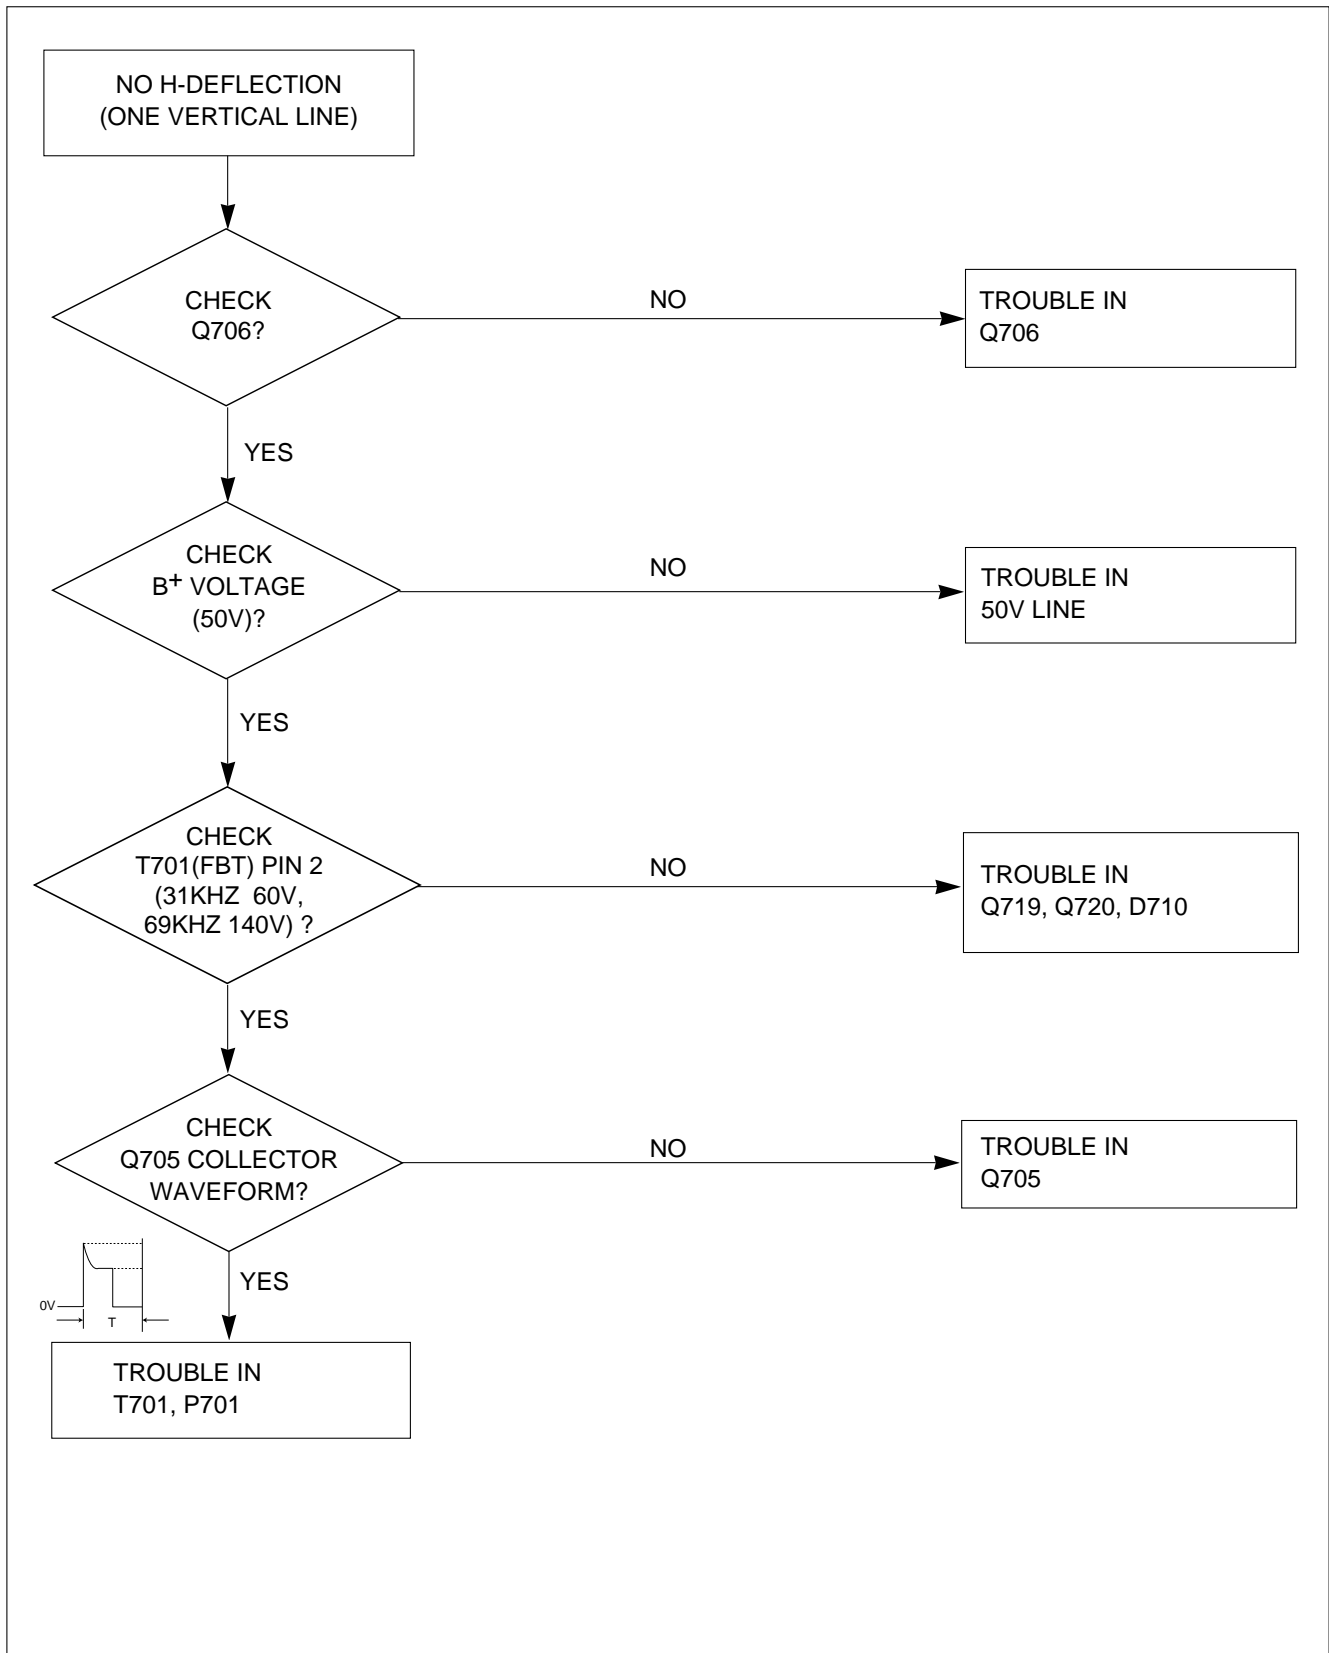 NO H-DEFLECTION
(ONE VERTICAL LINE)
CHECK
Q706?
NO
TROUBLE IN
Q706
YES
CHECK
B+ VOLTAGE
(50V)?
NO
TROUBLE IN
50V LINE
YES
CHECK
T701(FBT) PIN 2
(31KHZ  60V,
69KHZ 140V) ?
NO
TROUBLE IN
Q719, Q720, D710
YES
CHECK
Q705 COLLECTOR
WAVEFORM?
NO
TROUBLE IN
Q705
YES
0V
T
TROUBLE IN
T701, P701